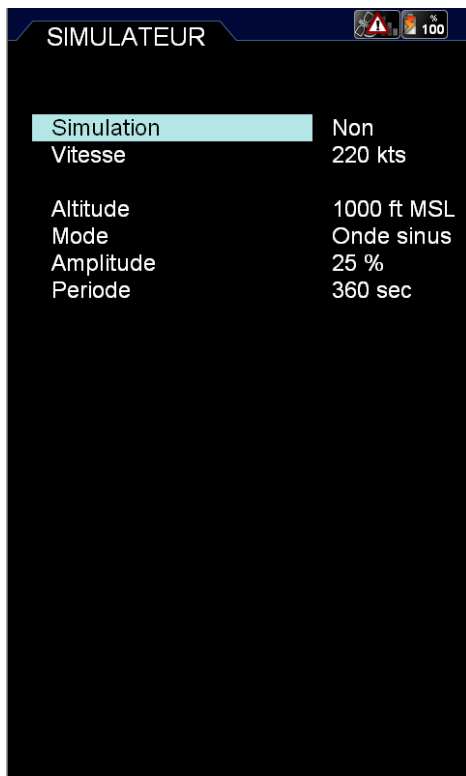 SIMULATEUR
% 100
Simulation Non
Vitesse 220 kts
Altitude 1000 ft MSL
Mode Onde sinus
Amplitude 25 %
Periode 360 sec